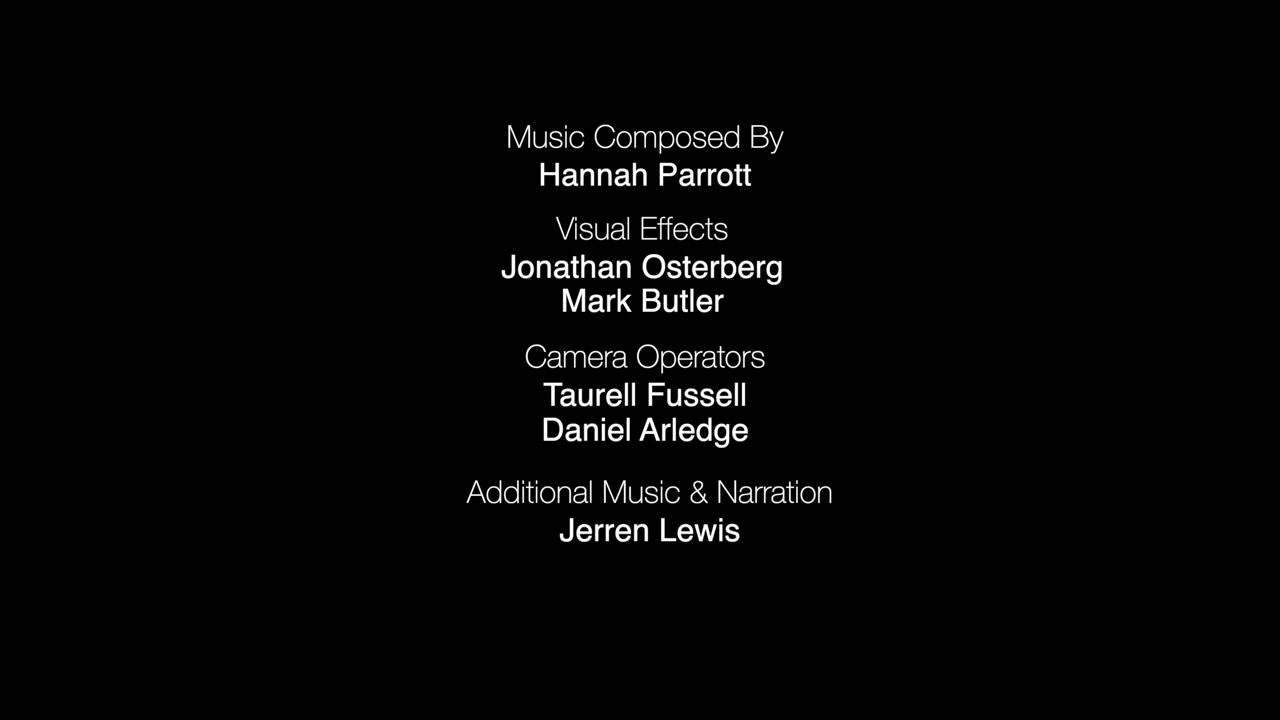 Music Composed By
Hannah Parrott
Visual Effects
Jonathan Osterberg
Mark Butler
Camera Operators
Taurell Fussell
Daniel Arledge
Additional Music & Narration
Jerren Lewis